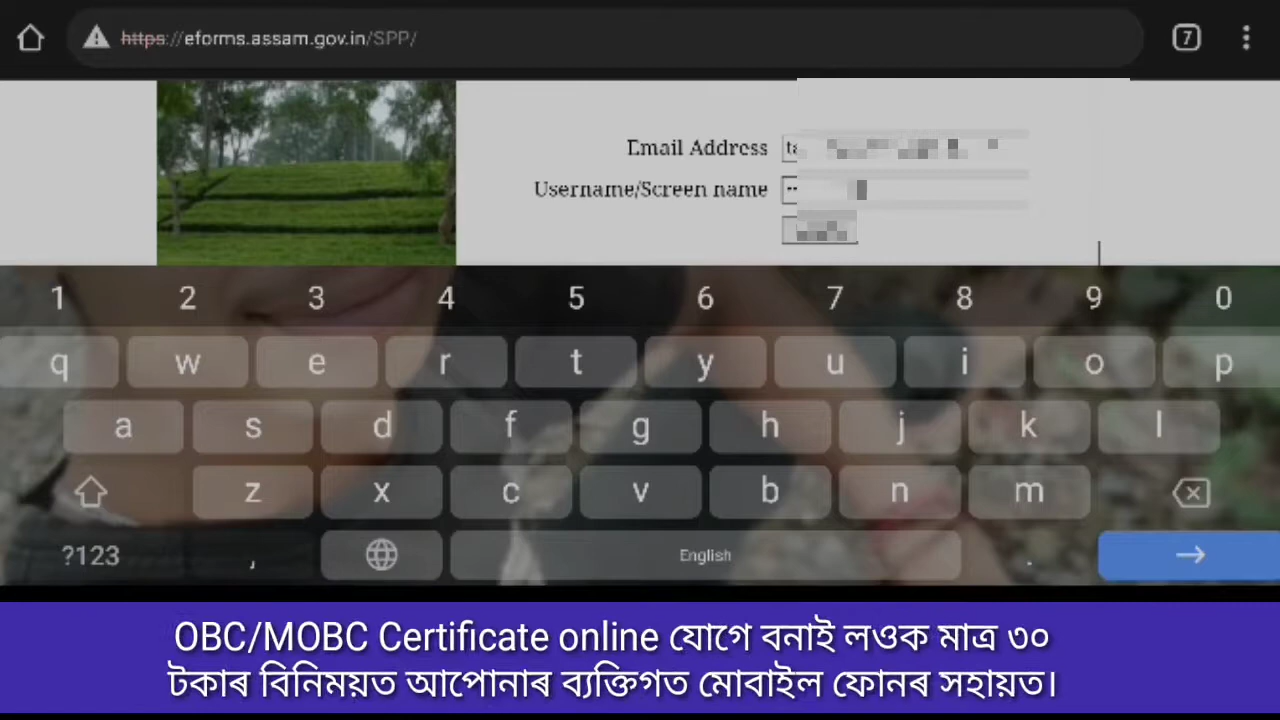 https://eforms.assam.gov.in/SPP/
7
Email Address
Username/Screen name
1 2 3 4 5 6 7 8 9 0
q w e r t y u i o p
a s d f g h j k l
z x c v b n m
?123 , English .
OBC/MOBC Certificate online যোগে বনাই লওক মাত্ৰ ৩০
টকাৰ বিনিময়ত আপোনাৰ ব্যক্তিগত মোবাইল ফোনৰ সহায়ত।